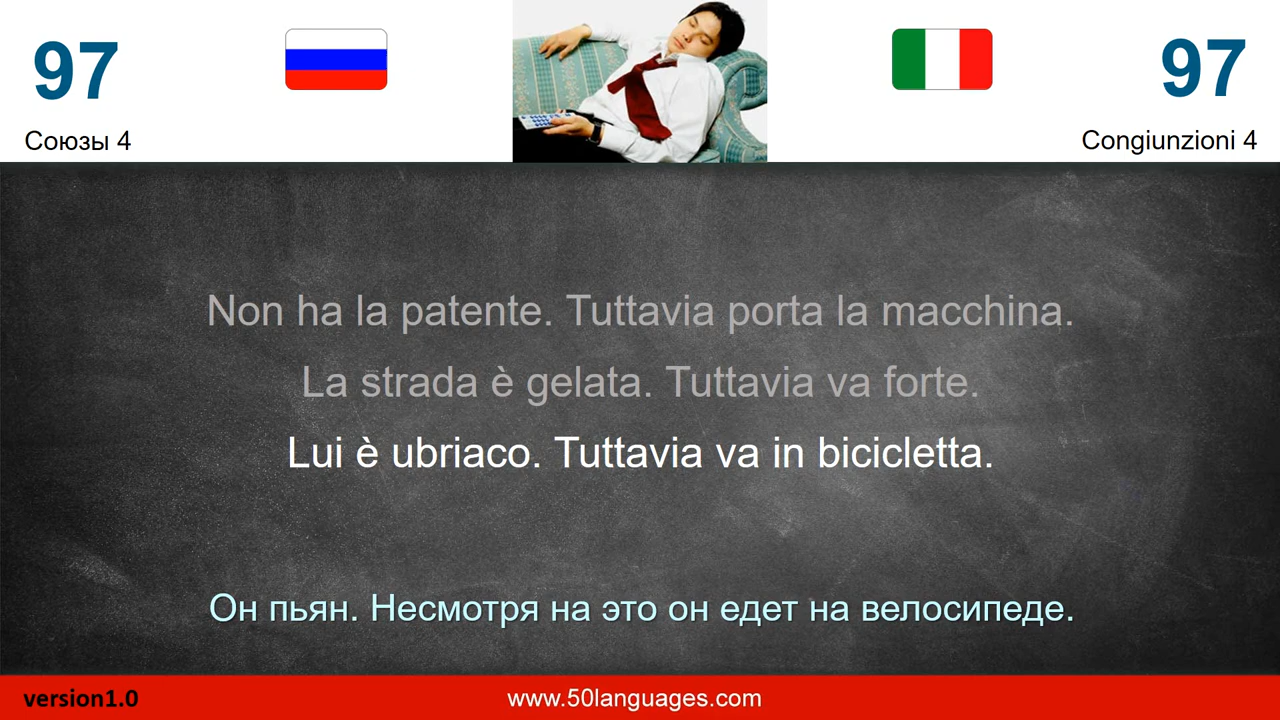 97
97
Союзы 4
Congiunzioni 4
Non ha la patente. Tuttavia porta la macchina.
La strada è gelata. Tuttavia va forte.
Lui è ubriaco. Tuttavia va in bicicletta.
Он пьян. Несмотря на это он едет на велосипеде.
version1.0
www.50languages.com